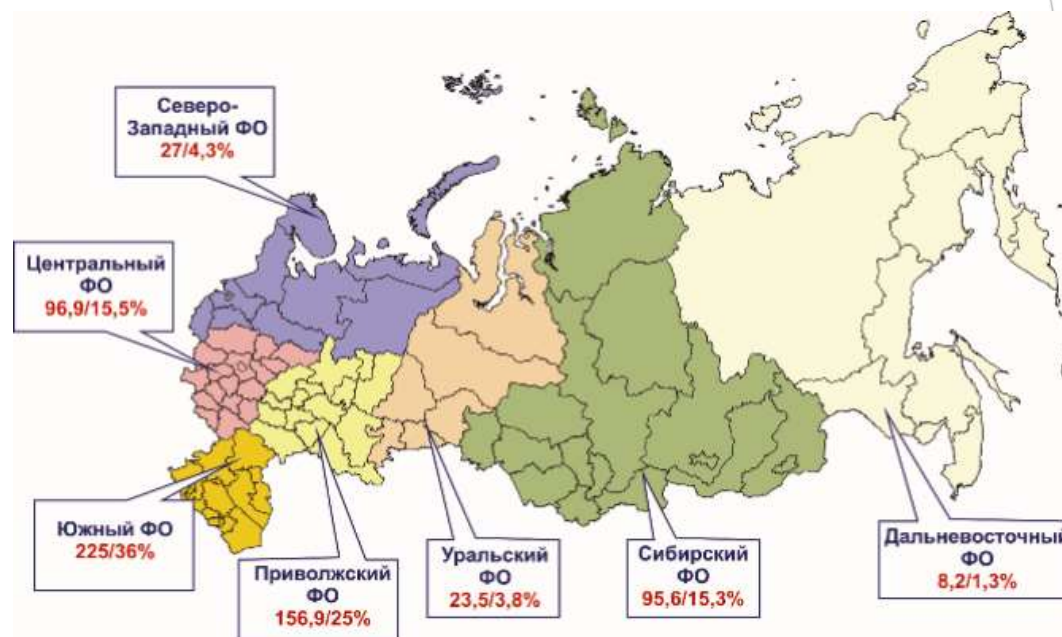 Северо-
Западный ФО
27/4,3%
Центральный
ФО
96,9/15,5%
Южный ФО
225/36%
Приволжский
ФО
156,9/25%
Уральский
ФО
23,5/3,8%
Сибирский
ФО
95,6/15,3%
Дальневосточный
ФО
8,2/1,3%